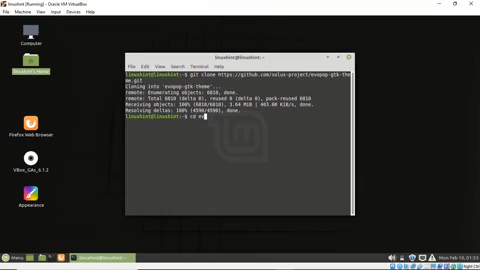 linuxhint [Running] - Oracle VM VirtualBox
File Machine View Input Devices Help
Computer
linuxhint's Home
Firefox Web Browser
VBox_GAs_6.1.2
Appearance
linuxhint@linuxhint: ~
File Edit View Search Terminal Help
linuxhint@linuxhint:~$ git clone https://github.com/solus-project/evopop-gtk-the
me.git
Cloning into 'evopop-gtk-theme'...
remote: Enumerating objects: 6810, done.
remote: Total 6810 (delta 0), reused 0 (delta 0), pack-reused 6810
Receiving objects: 100% (6810/6810), 3.64 MiB | 403.00 KiB/s, done.
Resolving deltas: 100% (4590/4590), done.
linuxhint@linuxhint:~$ cd ev
Menu
linuxhint@linuxhint: ~
Mon Feb 10, 01:33
Right Ctrl